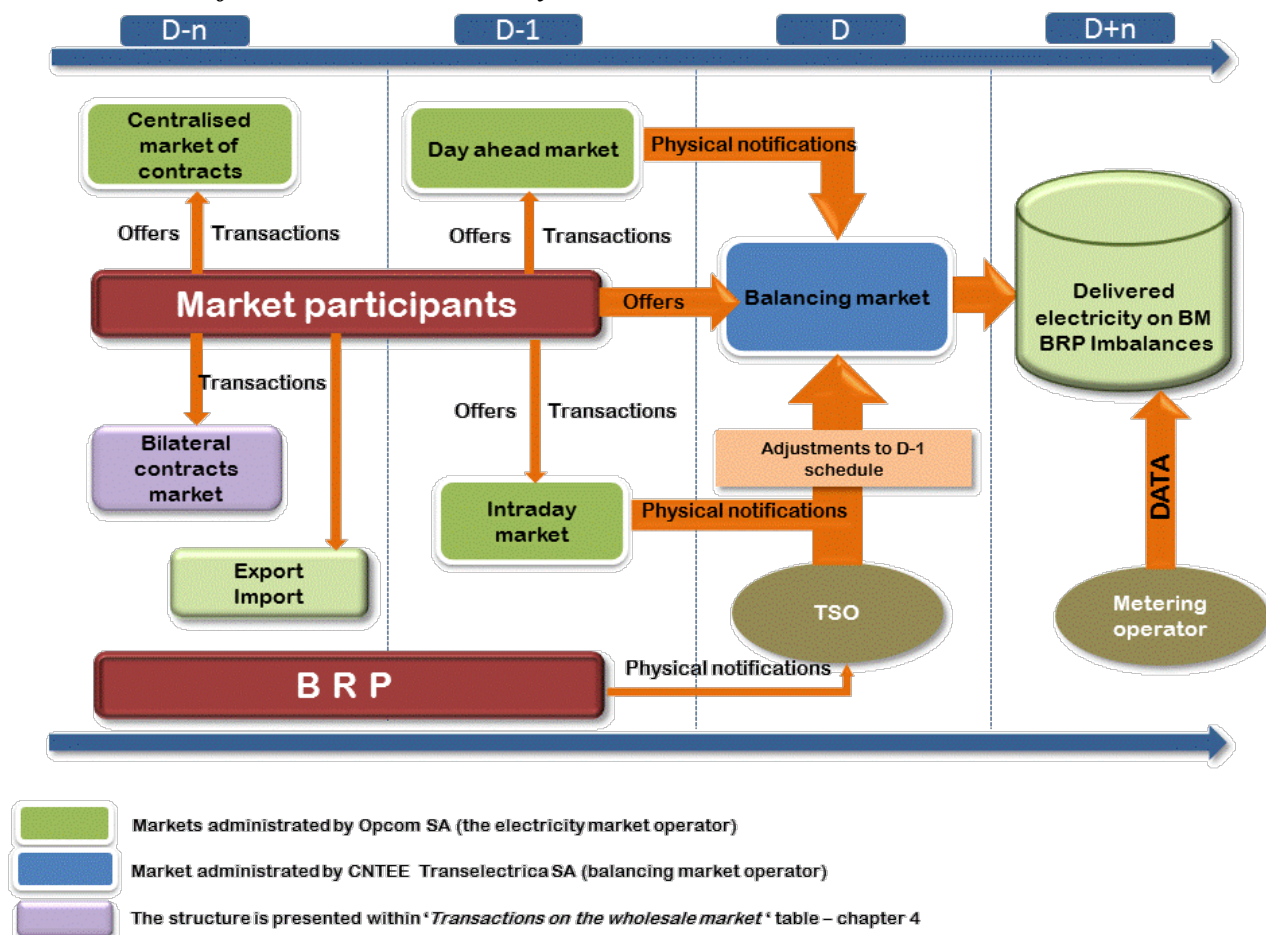 D-n
D-1
D
D+n
Centralised
market of
contracts
Day ahead market
Physical notifications
Offers
Transactions
Offers
Transactions
Market participants
Offers
Balancing market
Delivered
electricity on BM
BRP Imbalances
Transactions
Offers
Transactions
Bilateral
contracts
market
Adjustments to D-1
schedule
Intraday
market
Physical notifications
DATA
Export
Import
TSO
Metering
operator
B R P
Physical notifications
Markets administrated by Opcom SA (the electricity market operator)
Market administrated by CNTEE Transelectrica SA (balancing market operator)
The structure is presented within ‘Transactions on the wholesale market ‘ table – chapter 4